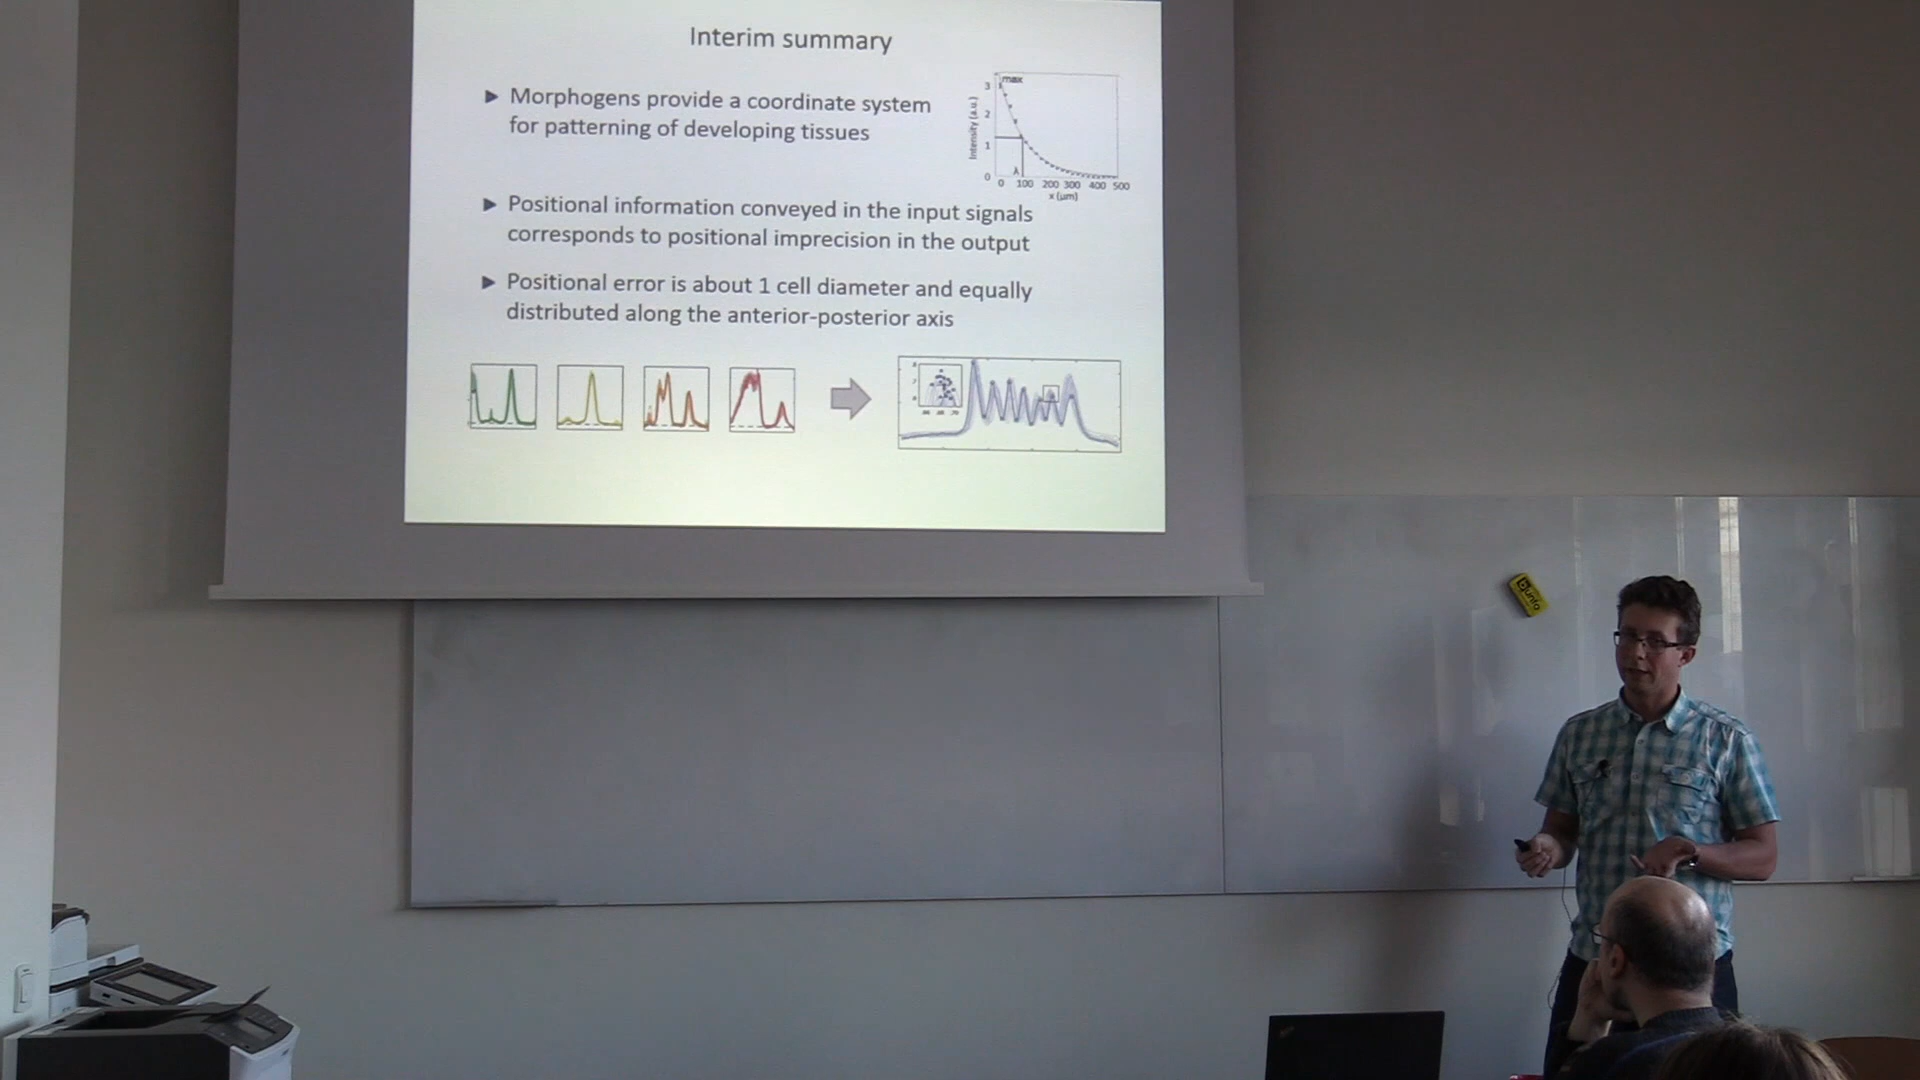 Interim summary
Morphogens provide a coordinate system
for patterning of developing tissues
max
Intensity (a.u.)
3
2
1
0
λ
0 100 200 300 400 500
x (um)
Positional information conveyed in the input signals
corresponds to positional imprecision in the output
Positional error is about 1 cell diameter and equally
distributed along the anterior-posterior axis